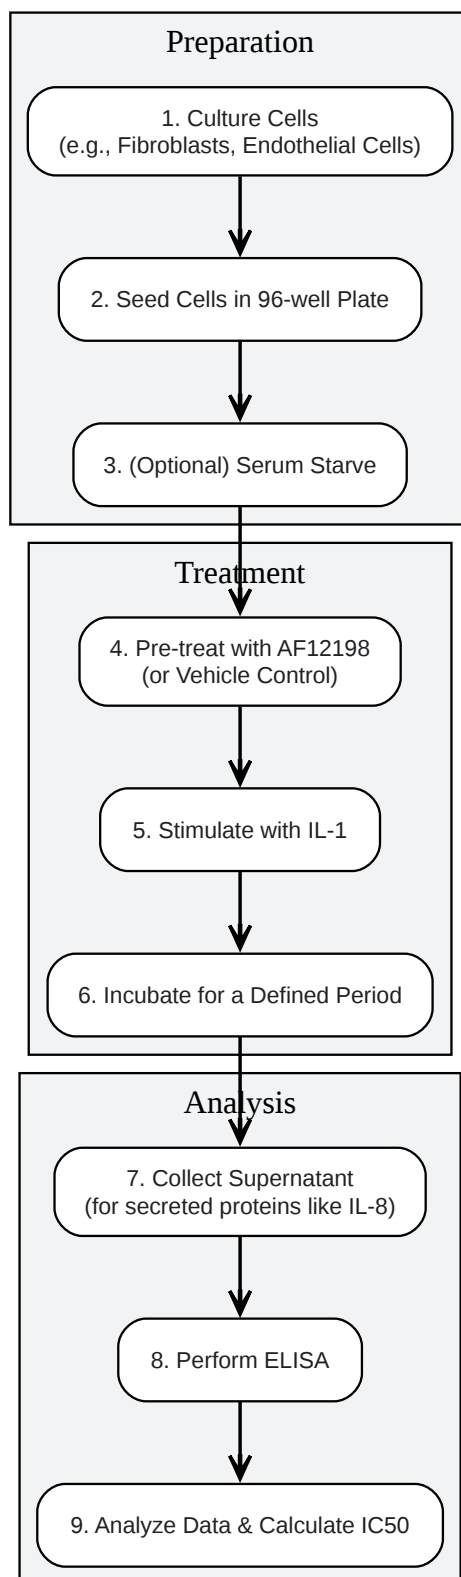 Preparation
1. Culture Cells
(e.g., Fibroblasts, Endothelial Cells)
2. Seed Cells in 96-well Plate
3. (Optional) Serum Starve
Treatment
4. Pre-treat with AF12198
(or Vehicle Control)
5. Stimulate with IL-1
6. Incubate for a Defined Period
Analysis
7. Collect Supernatant
(for secreted proteins like IL-8)
8. Perform ELISA
9. Analyze Data & Calculate IC50